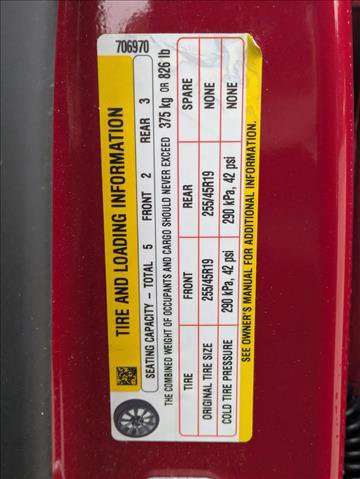 706970
TIRE AND LOADING INFORMATION
SEATING CAPACITY – TOTAL 5 FRONT 2 REAR 3
THE COMBINED WEIGHT OF OCCUPANTS AND CARGO SHOULD NEVER EXCEED 375 kg OR 826 lb
TIRE FRONT REAR SPARE
ORIGINAL TIRE SIZE 255/45R19 255/45R19 NONE
COLD TIRE PRESSURE 290 kPa, 42 psi 290 kPa, 42 psi NONE
SEE OWNER'S MANUAL FOR ADDITIONAL INFORMATION.